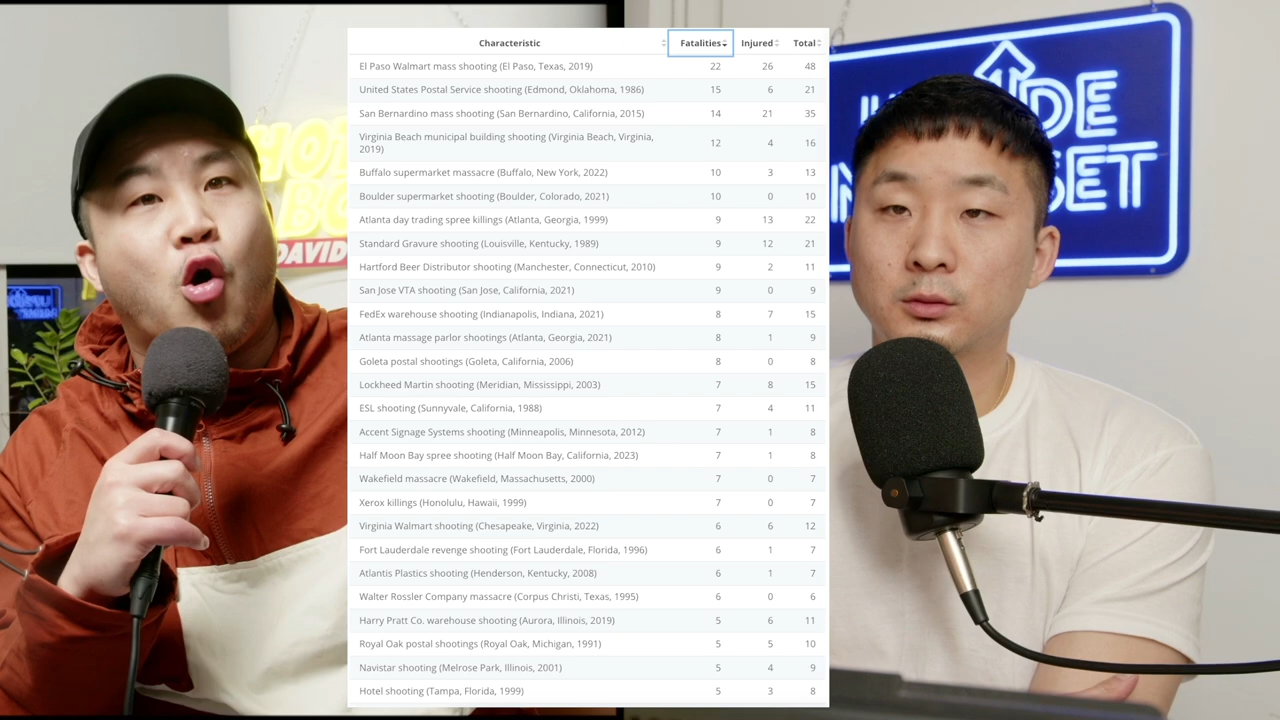 HOT
BO
DAVID
IN DE
M SET
Characteristic Fatalities Injured Total
El Paso Walmart mass shooting (El Paso, Texas, 2019) 22 26 48
United States Postal Service shooting (Edmond, Oklahoma, 1986) 15 6 21
San Bernardino mass shooting (San Bernardino, California, 2015) 14 21 35
Virginia Beach municipal building shooting (Virginia Beach, Virginia,
2019) 12 4 16
Buffalo supermarket massacre (Buffalo, New York, 2022) 10 3 13
Boulder supermarket shooting (Boulder, Colorado, 2021) 10 0 10
Atlanta day trading spree killings (Atlanta, Georgia, 1999) 9 13 22
Standard Gravure shooting (Louisville, Kentucky, 1989) 9 12 21
Hartford Beer Distributor shooting (Manchester, Connecticut, 2010) 9 2 11
San Jose VTA shooting (San Jose, California, 2021) 9 0 9
FedEx warehouse shooting (Indianapolis, Indiana, 2021) 8 7 15
Atlanta massage parlor shootings (Atlanta, Georgia, 2021) 8 1 9
Goleta postal shootings (Goleta, California, 2006) 8 0 8
Lockheed Martin shooting (Meridian, Mississippi, 2003) 7 8 15
ESL shooting (Sunnyvale, California, 1988) 7 4 11
Accent Signage Systems shooting (Minneapolis, Minnesota, 2012) 7 1 8
Half Moon Bay spree shooting (Half Moon Bay, California, 2023) 7 1 8
Wakefield massacre (Wakefield, Massachusetts, 2000) 7 0 7
Xerox killings (Honolulu, Hawaii, 1999) 7 0 7
Virginia Walmart shooting (Chesapeake, Virginia, 2022) 6 6 12
Fort Lauderdale revenge shooting (Fort Lauderdale, Florida, 1996) 6 1 7
Atlantis Plastics shooting (Henderson, Kentucky, 2008) 6 1 7
Walter Rossler Company massacre (Corpus Christi, Texas, 1995) 6 0 6
Harry Pratt Co. warehouse shooting (Aurora, Illinois, 2019) 5 6 11
Royal Oak postal shootings (Royal Oak, Michigan, 1991) 5 5 10
Navistar shooting (Melrose Park, Illinois, 2001) 5 4 9
Hotel shooting (Tampa, Florida, 1999) 5 3 8